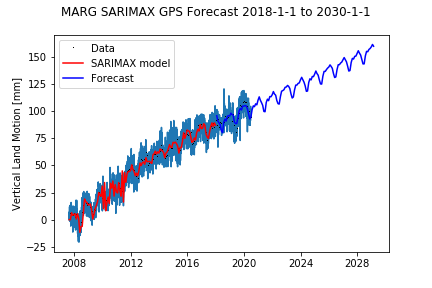 MARG SARIMAX GPS Forecast 2018-1-1 to 2030-1-1
Data
SARIMAX model
Forecast
Vertical Land Motion [mm]
150
125
100
75
50
25
0
−25
2008 2012 2016 2020 2024 2028